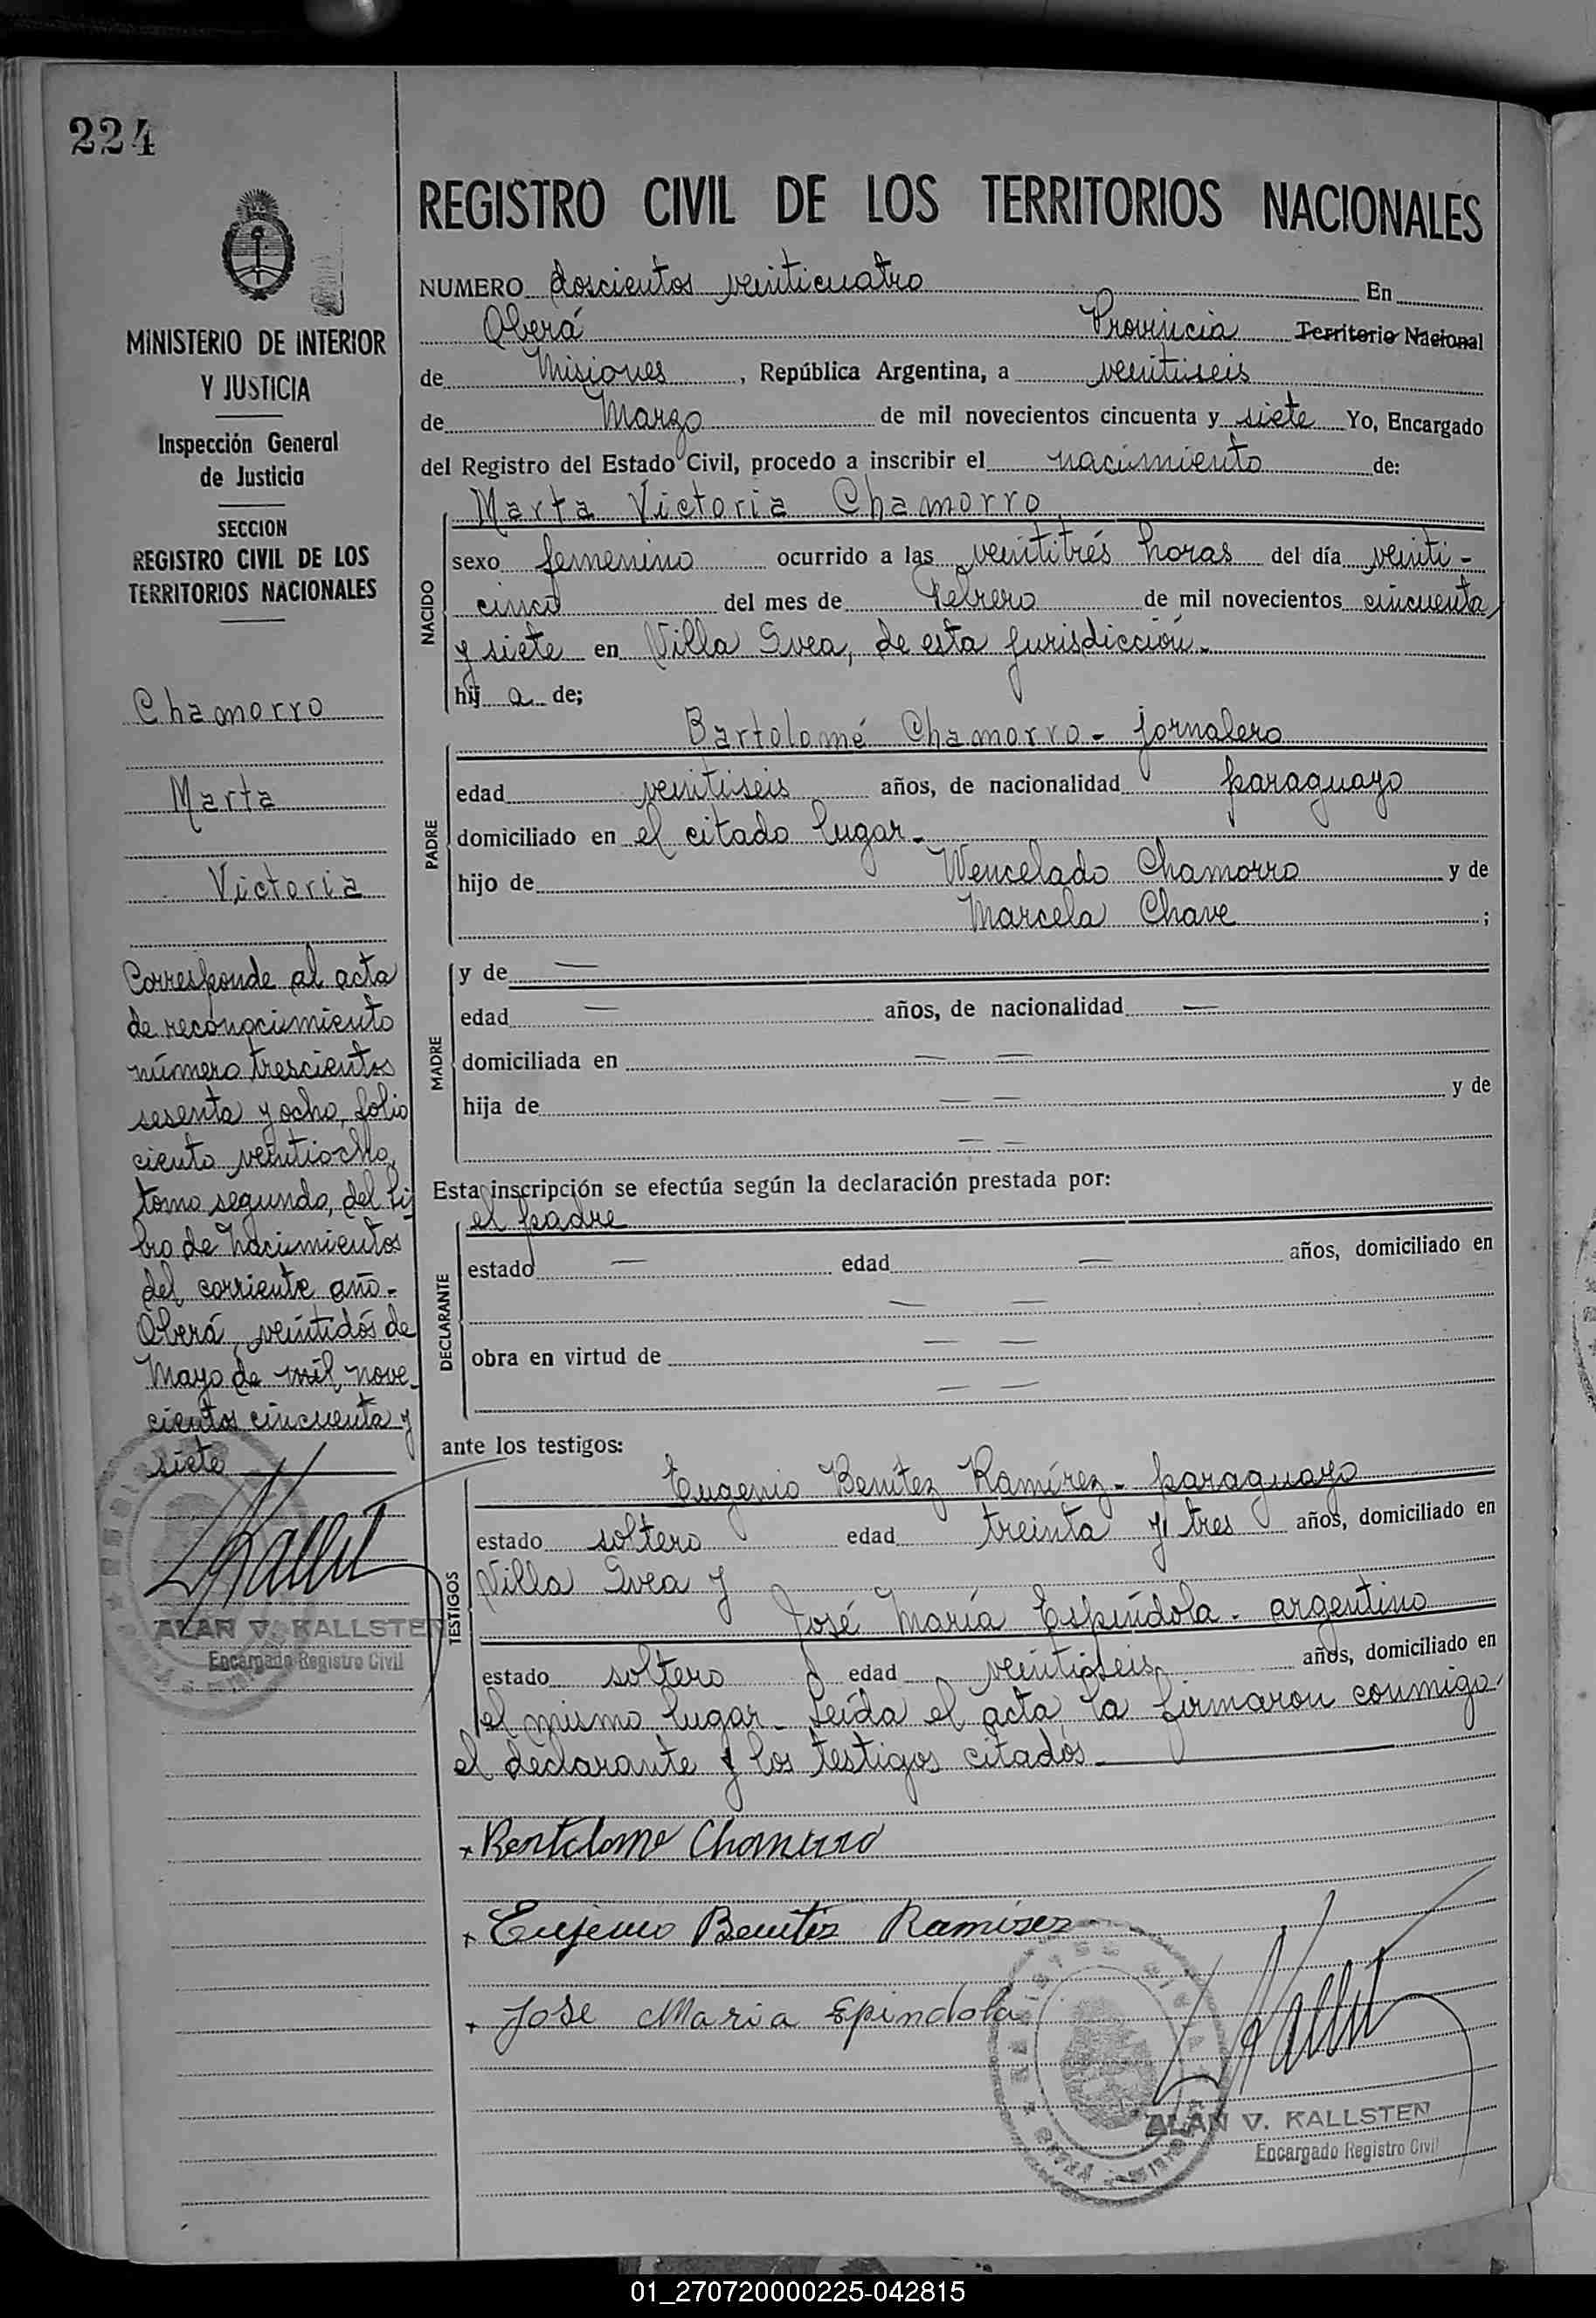 224
MINISTERIO DE INTERIOR
Y JUSTICIA
Inspección General
de Justicia
SECCION
REGISTRO CIVIL DE LOS
TERRITORIOS NACIONALES
Chamorro
Marta
Victoria
Corresponde al acta
de reconocimiento
número trescientos
sesenta y ocho, folio
ciento veintiocho,
tomo segundo, del li
bro de Nacimientos
del corriente año.-
Oberá, veintidós de
Mayo de mil nove-
cientos cincuenta y
siete
ALAN V. KALLSTEN
Encargado Registro Civil
REGISTRO CIVIL DE LOS TERRITORIOS NACIONALES
NUMERO doscientos veinticuatro En
Oberá Provincia Territorio Nacional
de Misiones, República Argentina, a veintiseis
de Marzo de mil novecientos cincuenta y siete Yo, Encargado
del Registro del Estado Civil, procedo a inscribir el nacimiento de:
Marta Victoria Chamorro
NACIDO
sexo femenino ocurrido a las veintitrés horas del día veinti-
cinco del mes de Febrero de mil novecientos cincuenta
y siete en Villa Svea, de esta jurisdicción.-
hij a de;
Bartolomé Chamorro - jornalero
PADRE
edad veintiseis años, de nacionalidad paraguayo
domiciliado en el citado lugar.-
hijo de Wencelado Chamorro y de
Marcela Chave ;
MADRE
y de —
edad — años, de nacionalidad —
domiciliada en — —
hija de — — y de
— —
Esta inscripción se efectúa según la declaración prestada por:
el padre
DECLARANTE
estado — edad — años, domiciliado en
— —
obra en virtud de — —
— —
ante los testigos:
Eugenio Benítez Ramírez - paraguayo
TESTIGOS
estado soltero edad treinta y tres años, domiciliado en
Villa Svea y
José María Espíndola - argentino
estado soltero edad veintiseis años, domiciliado en
el mismo lugar.- Leída el acta la firmaron conmigo
el declarante y los testigos citados.-
x Bartolome Chamorro
x Eujenio Benites Ramires
x Jose Maria Epindola
ALAN V. KALLSTEN
Encargado Registro Civil
01_270720000225-042815